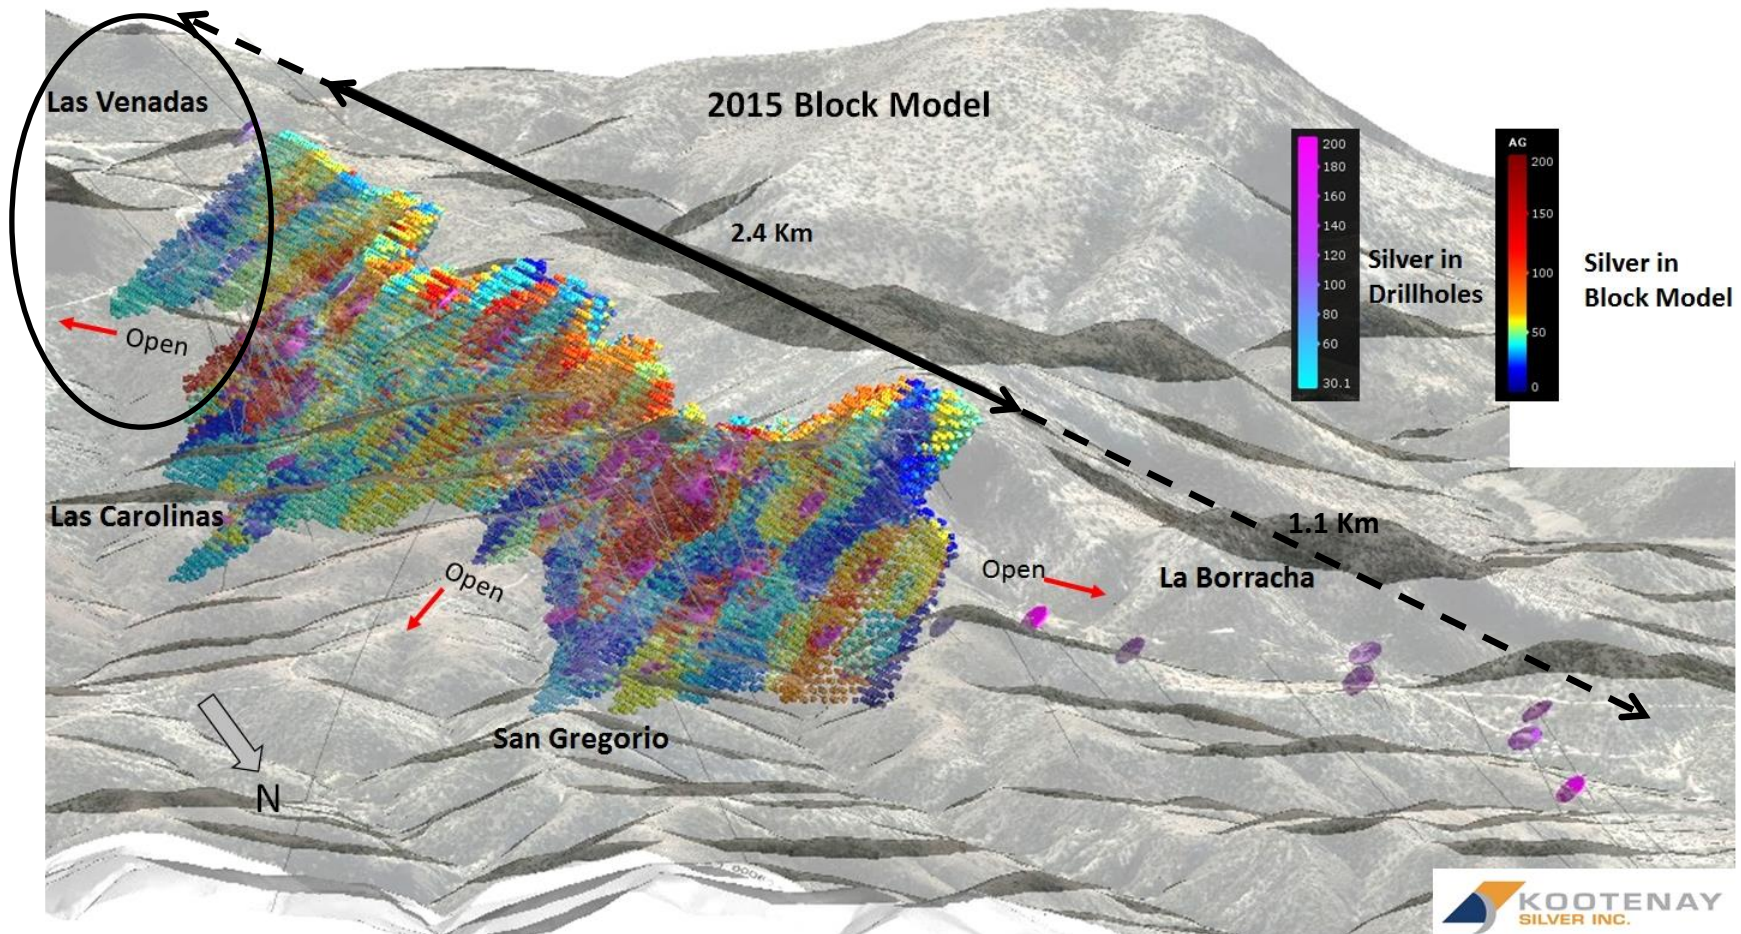 Las Venadas
2015 Block Model
2.4 Km
200
180
160
140
120
100
80
60
30.1
Silver in
Drillholes
AG
200
150
100
50
0
Silver in
Block Model
Open
Las Carolinas
Open
Open
1.1 Km
La Borracha
San Gregorio
N
KOOTENAY
SILVER INC.